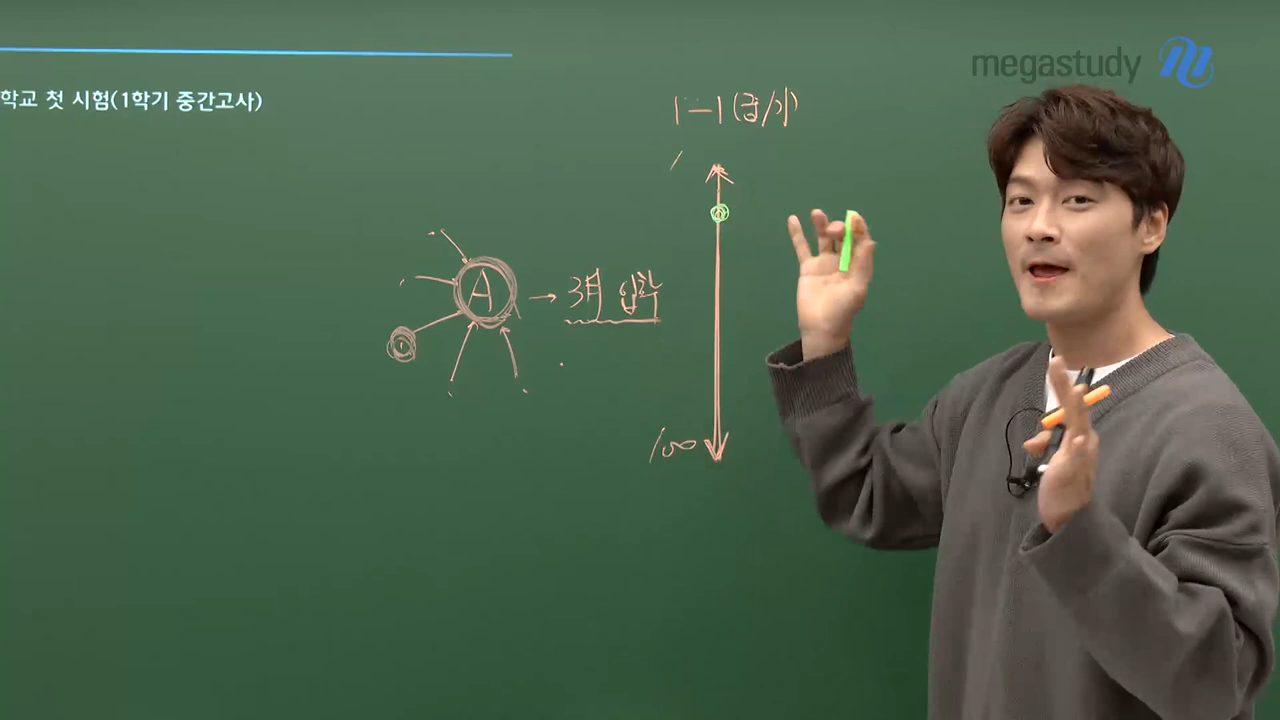 megastudy
학교 첫 시험(1학기 중간고사)
1-1 (중/기)
1
A → 3月 입학
100